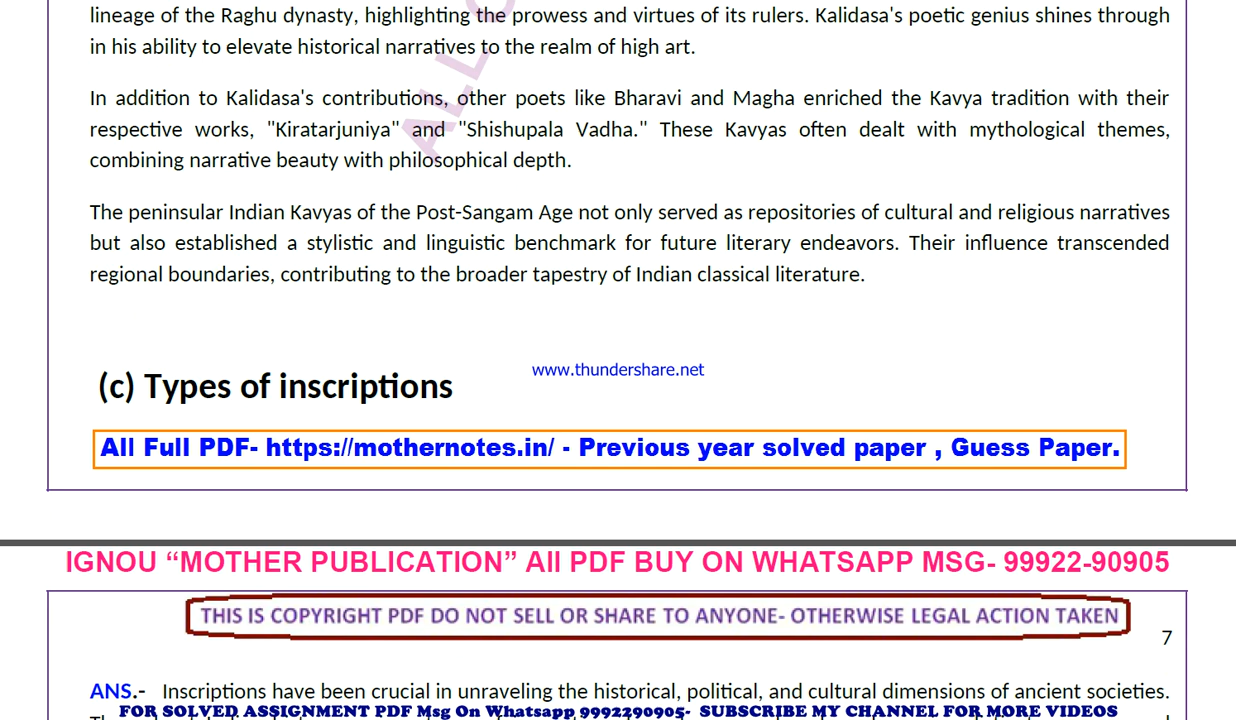 lineage of the Raghu dynasty, highlighting the prowess and virtues of its rulers. Kalidasa's poetic genius shines through
in his ability to elevate historical narratives to the realm of high art.
In addition to Kalidasa's contributions, other poets like Bharavi and Magha enriched the Kavya tradition with their
respective works, "Kiratarjuniya" and "Shishupala Vadha." These Kavyas often dealt with mythological themes,
combining narrative beauty with philosophical depth.
The peninsular Indian Kavyas of the Post-Sangam Age not only served as repositories of cultural and religious narratives
but also established a stylistic and linguistic benchmark for future literary endeavors. Their influence transcended
regional boundaries, contributing to the broader tapestry of Indian classical literature.
www.thundershare.net
(c) Types of inscriptions
All Full PDF- https://mothernotes.in/ - Previous year solved paper , Guess Paper.
IGNOU “MOTHER PUBLICATION” All PDF BUY ON WHATSAPP MSG- 99922-90905
THIS IS COPYRIGHT PDF DO NOT SELL OR SHARE TO ANYONE- OTHERWISE LEGAL ACTION TAKEN
7
ANS.- Inscriptions have been crucial in unraveling the historical, political, and cultural dimensions of ancient societies.
FOR SOLVED ASSIGNMENT PDF Msg On Whatsapp 9992290905- SUBSCRIBE MY CHANNEL FOR MORE VIDEOS
ALL